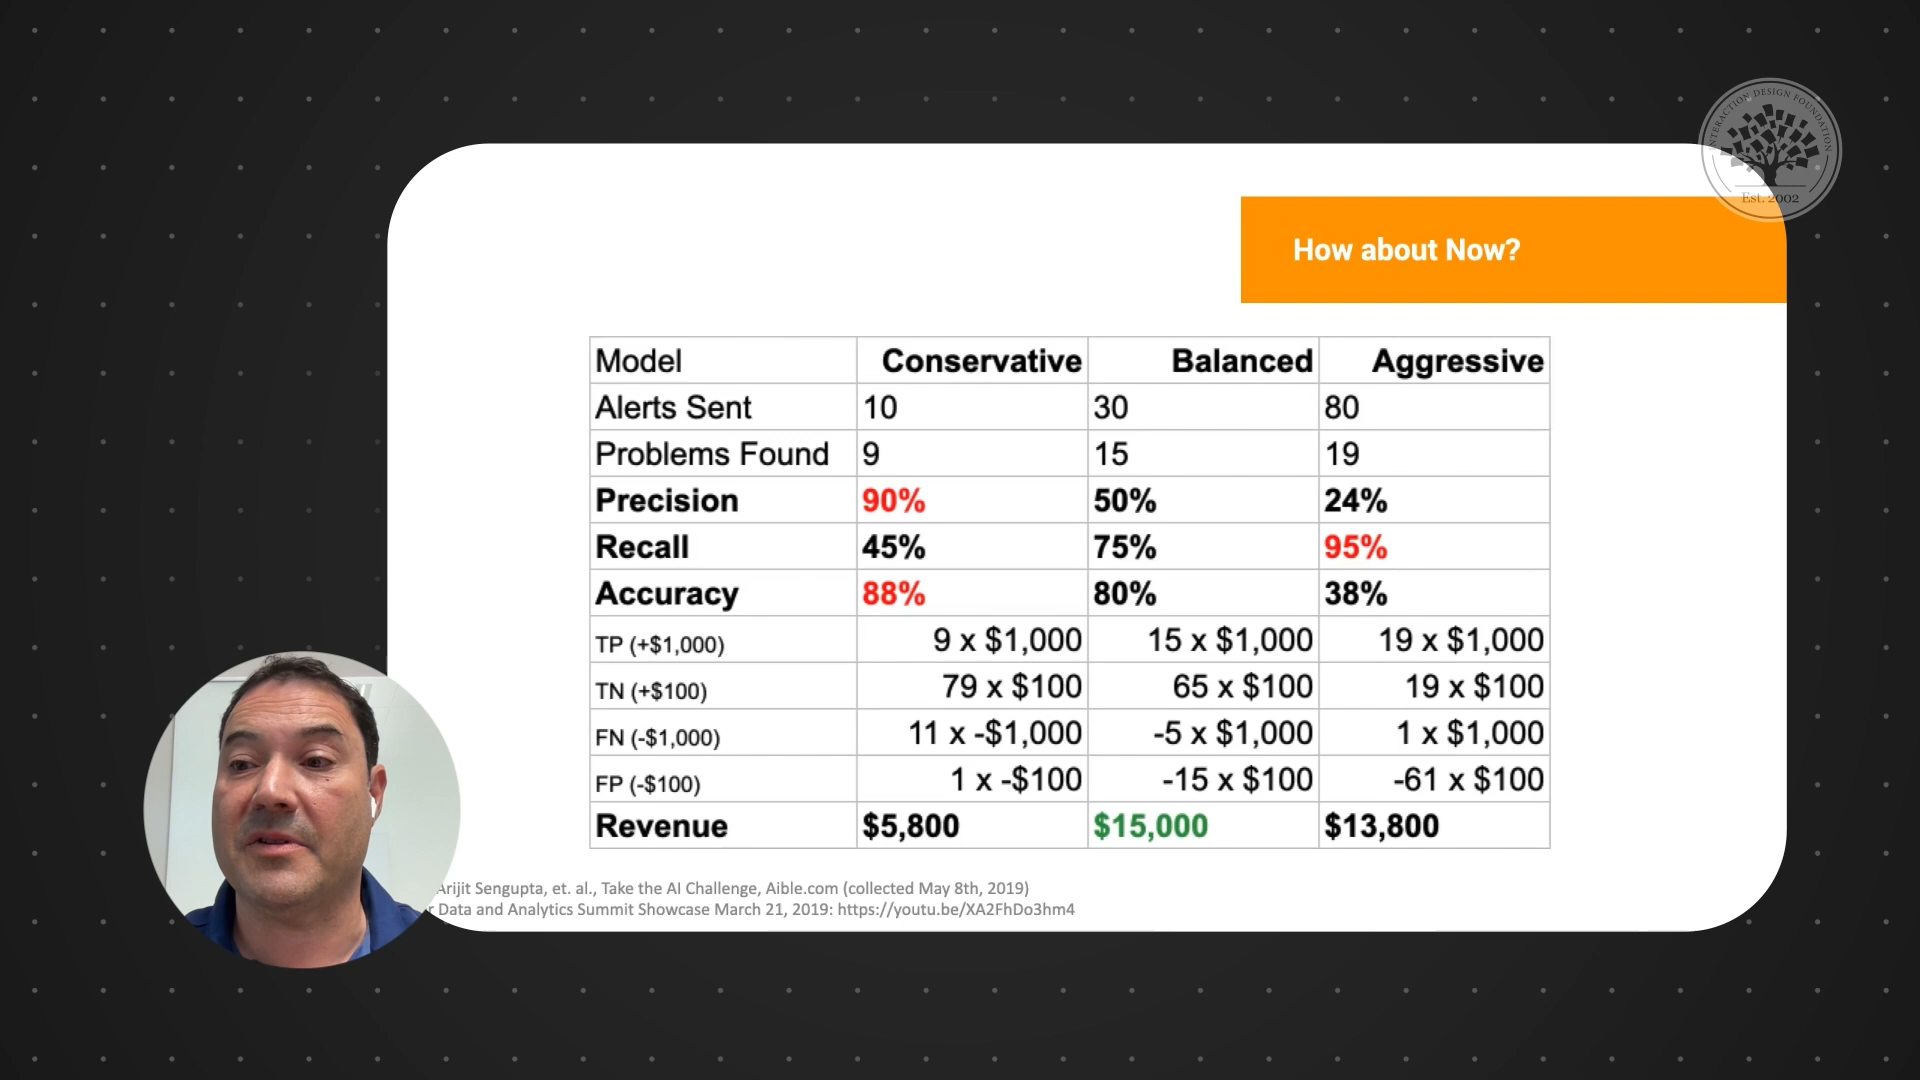 INTERACTION DESIGN FOUNDATION
Est. 2002
How about Now?
Model Conservative Balanced Aggressive
Alerts Sent 10 30 80
Problems Found 9 15 19
Precision 90% 50% 24%
Recall 45% 75% 95%
Accuracy 88% 80% 38%
TP (+$1,000) 9 x $1,000 15 x $1,000 19 x $1,000
TN (+$100) 79 x $100 65 x $100 19 x $100
FN (-$1,000) 11 x -$1,000 -5 x $1,000 1 x $1,000
FP (-$100) 1 x -$100 -15 x $100 -61 x $100
Revenue $5,800 $15,000 $13,800
Arijit Sengupta, et. al., Take the AI Challenge, Aible.com (collected May 8th, 2019)
r Data and Analytics Summit Showcase March 21, 2019: https://youtu.be/XA2FhDo3hm4